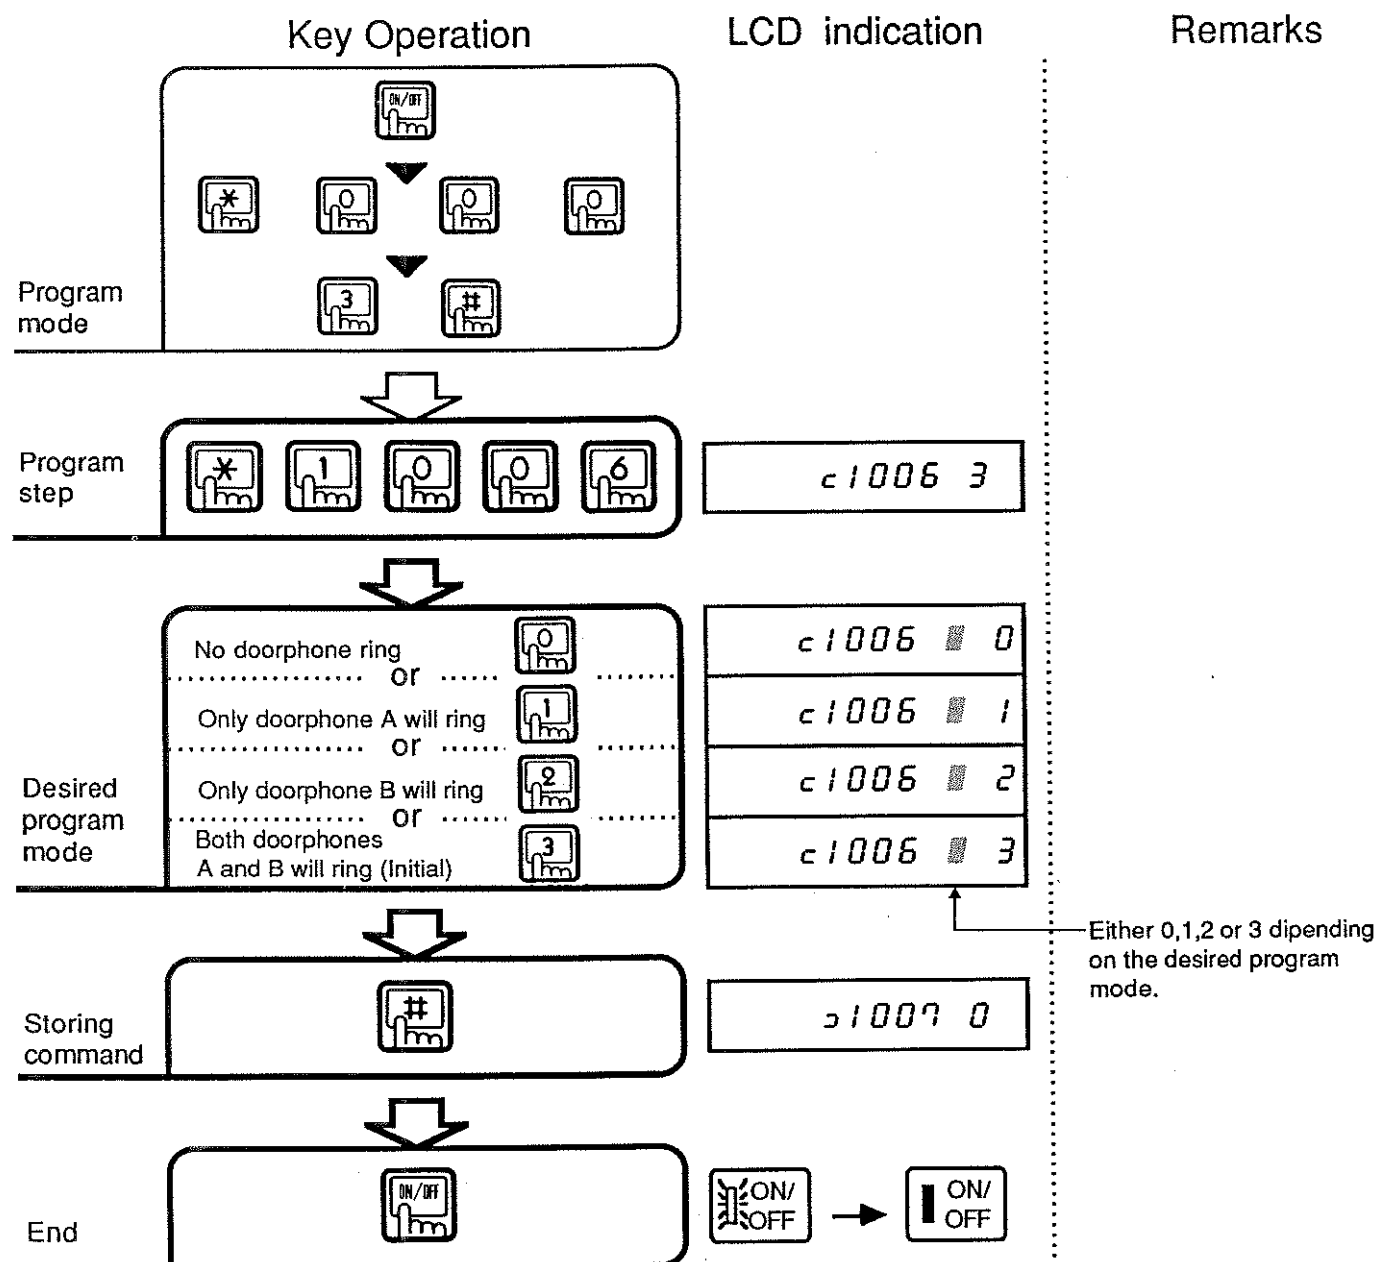 Key Operation LCD indication Remarks
ON/OFF
* 0 0 0
3 #
Program
mode
Program
step
* 1 0 0 6
c1006 3
No doorphone ring 0 c1006 0
or
Only doorphone A will ring 1 c1006 1
or
Only doorphone B will ring 2 c1006 2
or
Both doorphones
A and B will ring (Initial) 3 c1006 3
Desired
program
mode
Either 0,1,2 or 3 dipending
on the desired program
mode.
Storing
command
#
ɔ1007 0
End
ON/OFF
ON/
OFF
ON/
OFF